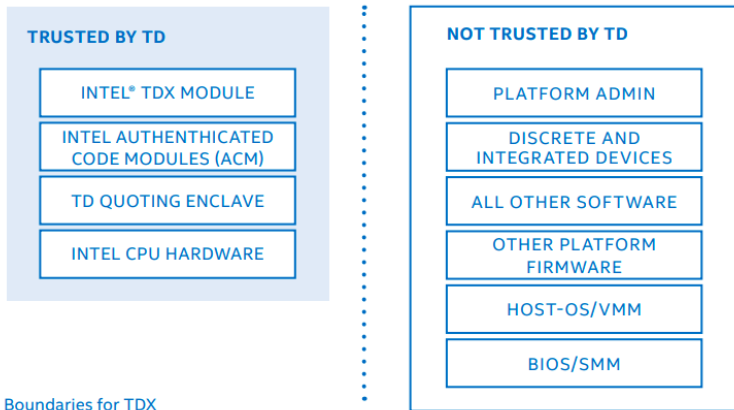 TRUSTED BY TD
INTEL® TDX MODULE
INTEL AUTHENTHICATED
CODE MODULES (ACM)
TD QUOTING ENCLAVE
INTEL CPU HARDWARE
NOT TRUSTED BY TD
PLATFORM ADMIN
DISCRETE AND
INTEGRATED DEVICES
ALL OTHER SOFTWARE
OTHER PLATFORM
FIRMWARE
HOST-OS/VMM
BIOS/SMM
Boundaries for TDX